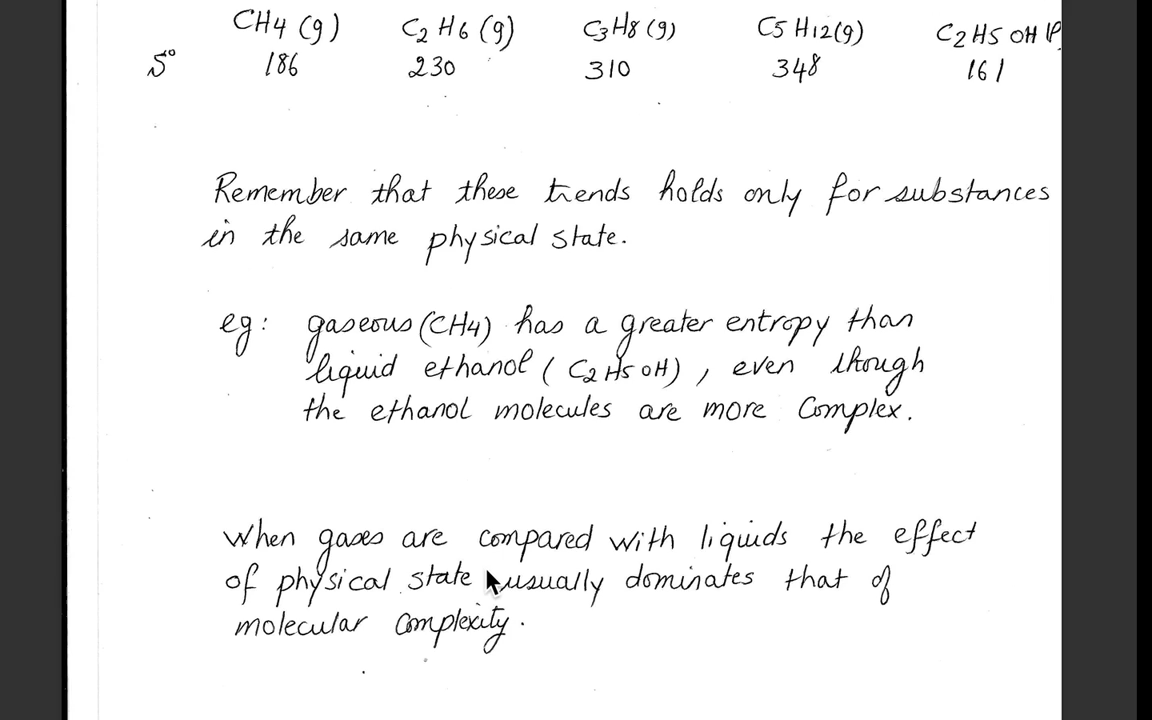 CH4 (g) C2 H6 (g) C3H8 (g) C5 H12(g) C2 H5 OH
S° 186 230 310 348 161
Remember that these trends holds only for substances
in the same physical state.
eg: gaseous (CH4) has a greater entropy than
liquid ethanol ( C2 H5 OH) , even though
the ethanol molecules are more Complex.
When gases are compared with liquids the effect
of physical state usually dominates that of
molecular Complexity.